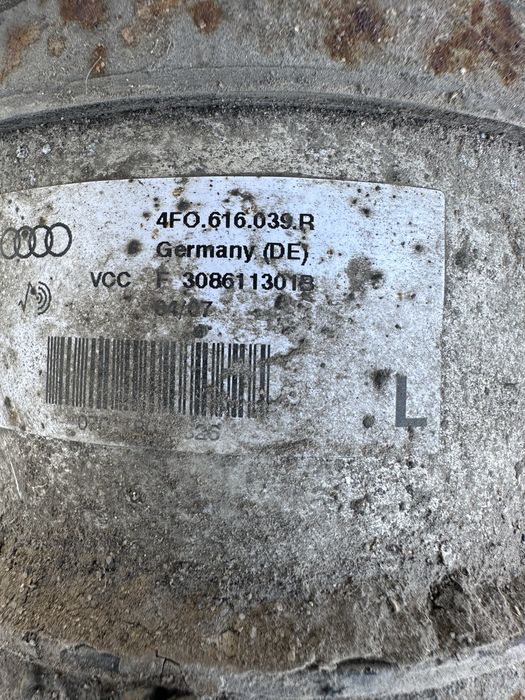 4F0.616.039.R
Germany (DE)
VCC F 308611301B
04/07
L